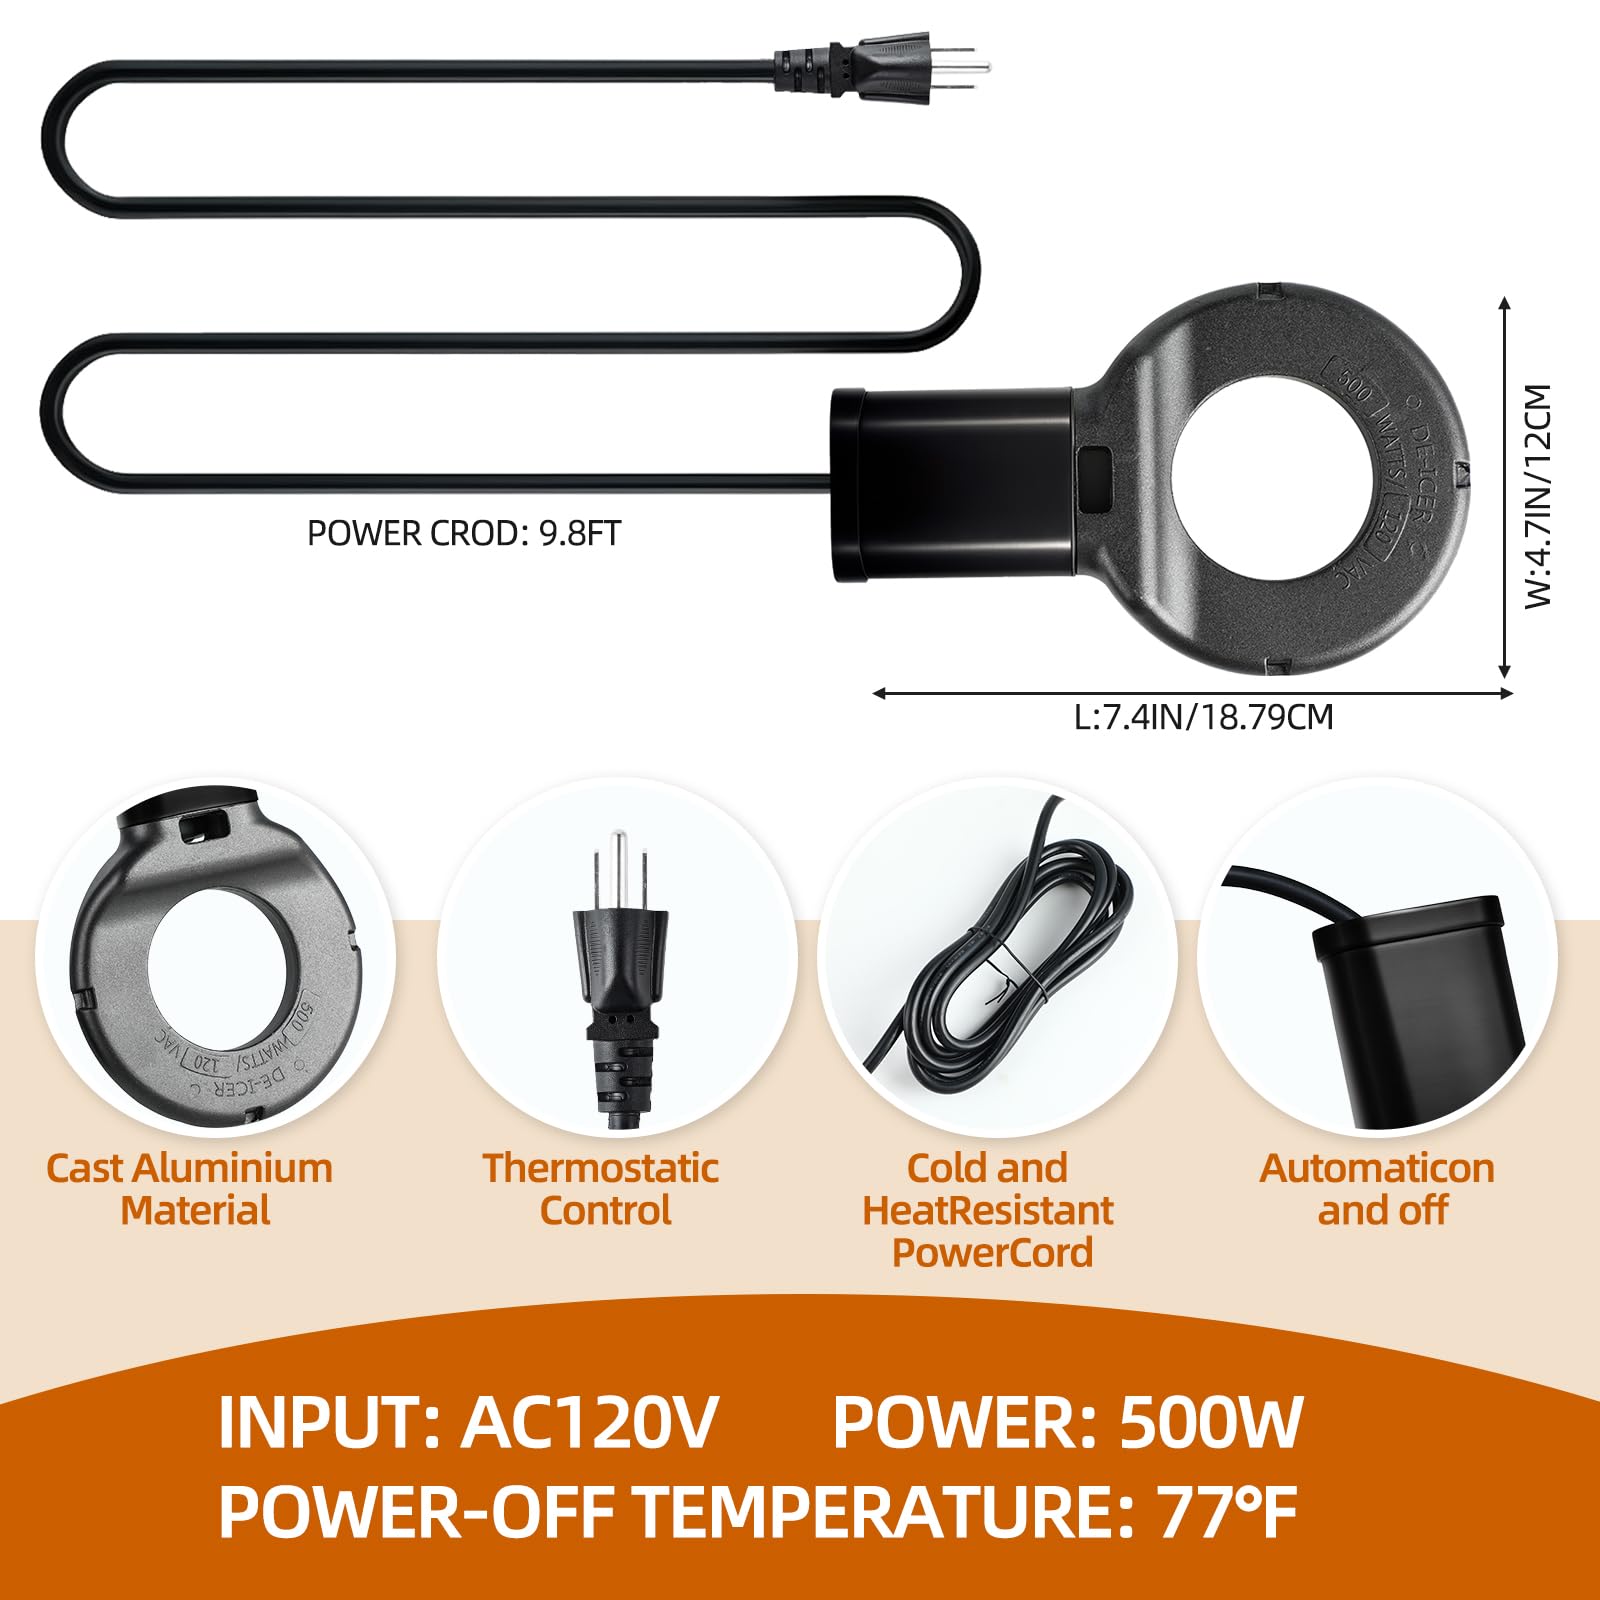 POWER CROD: 9.8FT
500 WATTS/ 120 VAC
DE-ICER C
W:4.7IN/12CM
L:7.4IN/18.79CM
500 WATTS/ 120 VAC
DE-ICER C
Cast Aluminium
Material
Thermostatic
Control
Cold and
HeatResistant
PowerCord
Automaticon
and off
INPUT: AC120V POWER: 500W
POWER-OFF TEMPERATURE: 77°F